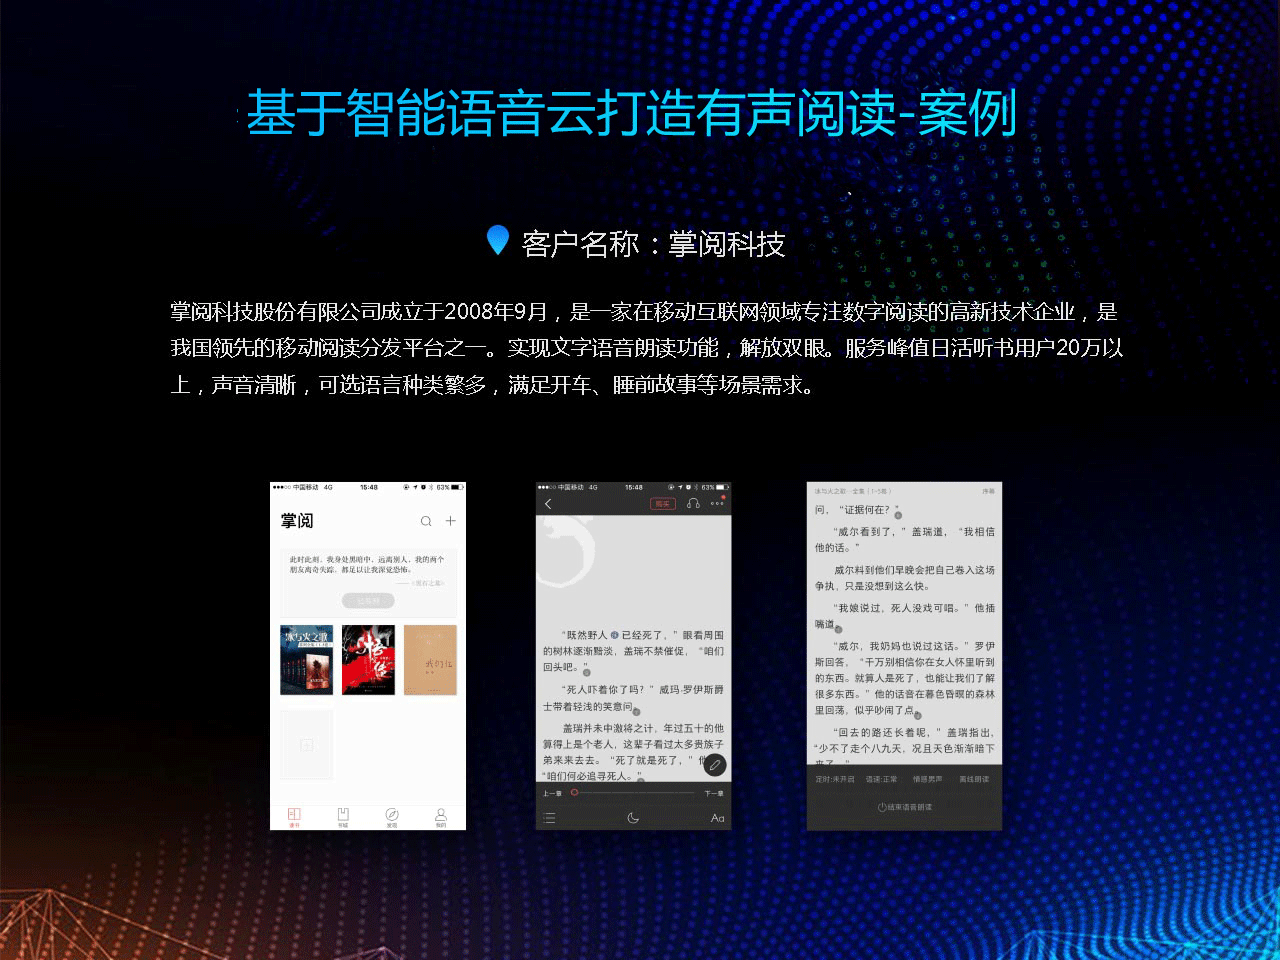 基于智能语音云打造有声阅读-案例
客户名称：掌阅科技
掌阅科技股份有限公司成立于2008年9月，是一家在移动互联网领域专注数字阅读的高新技术企业，是
我国领先的移动阅读分发平台之一。实现文字语音朗读功能，解放双眼。服务峰值日活听书用户20万以
上，声音清晰，可选语言种类繁多，满足开车、睡前故事等场景需求。
中国移动 4G 15:48 63%
掌阅
此时此刻，我身处黑暗中，远离别人，我的两个
朋友离奇失踪，都足以让我深觉恐怖。
冰与火之歌
悟信
我们仨
书城
发现
我的
中国移动 4G 15:48 63%
购买
“既然野人已经死了，”眼看周围
的树林逐渐黯淡，盖瑞不禁催促，“咱们
回头吧。”
“死人吓着你了吗？”威玛·罗伊斯爵
士带着轻浅的笑意问。
盖瑞并未中激将之计，年过五十的他
算得上是个老人，这辈子看过太多贵族子
弟来来去去。“死了就是死了，”他
“咱们何必追寻死人。”
上一章 下一章
Aa
冰与火之歌 全集（1-5卷） 序幕
问，“证据何在？”
“威尔看到了，”盖瑞道，“我相信
他的话。”
威尔料到他们早晚会把自己卷入这场
争执，只是没想到这么快。
“我娘说过，死人没戏可唱。”他插
嘴道。
“威尔，我奶妈也说过这话。”罗伊
斯回答，“千万别相信你在女人怀里听到
的东西。就算人是死了，也能让我们了解
很多东西。”他的话音在暮色昏暝的森林
里回荡，似乎吵闹了点。
“回去的路还长着呢，”盖瑞指出，
“少不了走个八九天，况且天色渐渐暗下
来了。”
定时:未开启 语速:正常 情感男声 离线朗读
结束语音朗读